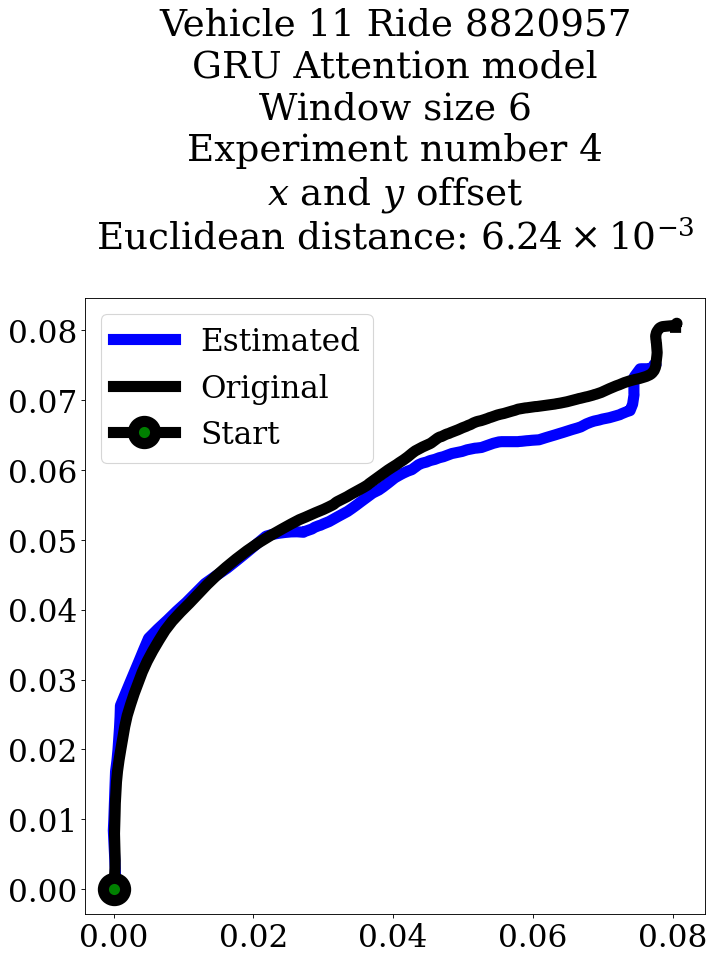 Vehicle 11 Ride 8820957
GRU Attention model
Window size 6
Experiment number 4
x and y offset
Euclidean distance: 6.24 × 10⁻³
Estimated
Original
Start
0.08
0.07
0.06
0.05
0.04
0.03
0.02
0.01
0.00
0.00 0.02 0.04 0.06 0.08